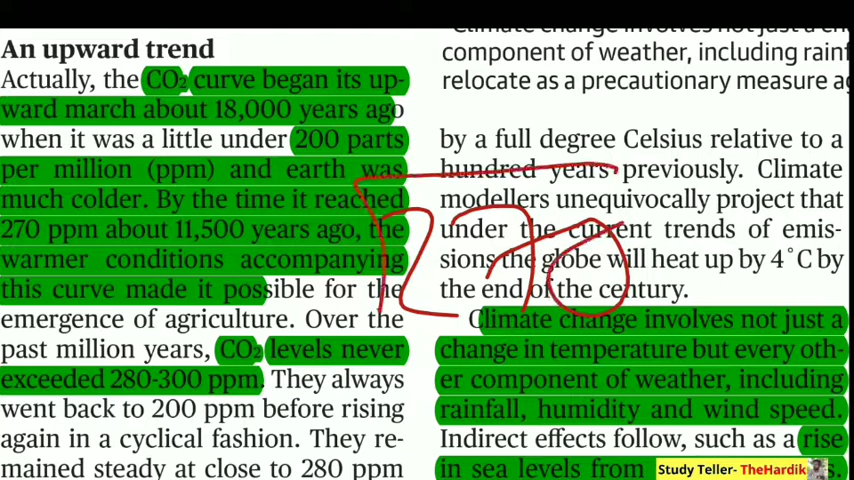 An upward trend
Actually, the CO2 curve began its up-
ward march about 18,000 years ago
when it was a little under 200 parts
per million (ppm) and earth was
much colder. By the time it reached
270 ppm about 11,500 years ago, the
warmer conditions accompanying
this curve made it possible for the
emergence of agriculture. Over the
past million years, CO2 levels never
exceeded 280-300 ppm. They always
went back to 200 ppm before rising
again in a cyclical fashion. They re-
mained steady at close to 280 ppm
Climate change involves not just a
component of weather, including rainf
relocate as a precautionary measure
by a full degree Celsius relative to a
hundred years previously. Climate
modellers unequivocally project that
under the current trends of emis-
sions the globe will heat up by 4°C by
the end of the century.
Climate change involves not just a
change in temperature but every oth-
er component of weather, including
rainfall, humidity and wind speed.
Indirect effects follow, such as a rise
in sea levels from
270
Study Teller- TheHardik